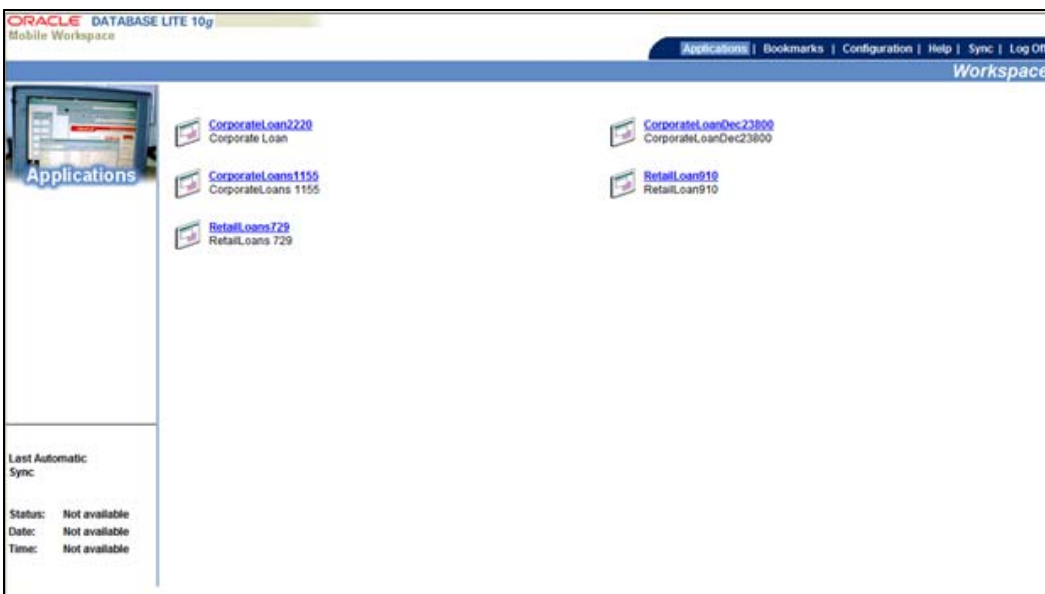 ORACLE DATABASE LITE 10g
Mobile Workspace
Applications | Bookmarks | Configuration | Help | Sync | Log Off
Workspace
Applications
CorporateLoan2220
Corporate Loan
CorporateLoanDec23800
CorporateLoanDec23800
CorporateLoans1155
CorporateLoans 1155
RetailLoan910
RetailLoan910
RetailLoans729
RetailLoans 729
Last Automatic
Sync
Status: Not available
Date: Not available
Time: Not available